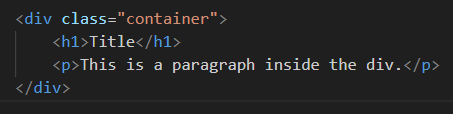 <div class="container">
    <h1>Title</h1>
    <p>This is a paragraph inside the div.</p>
</div>